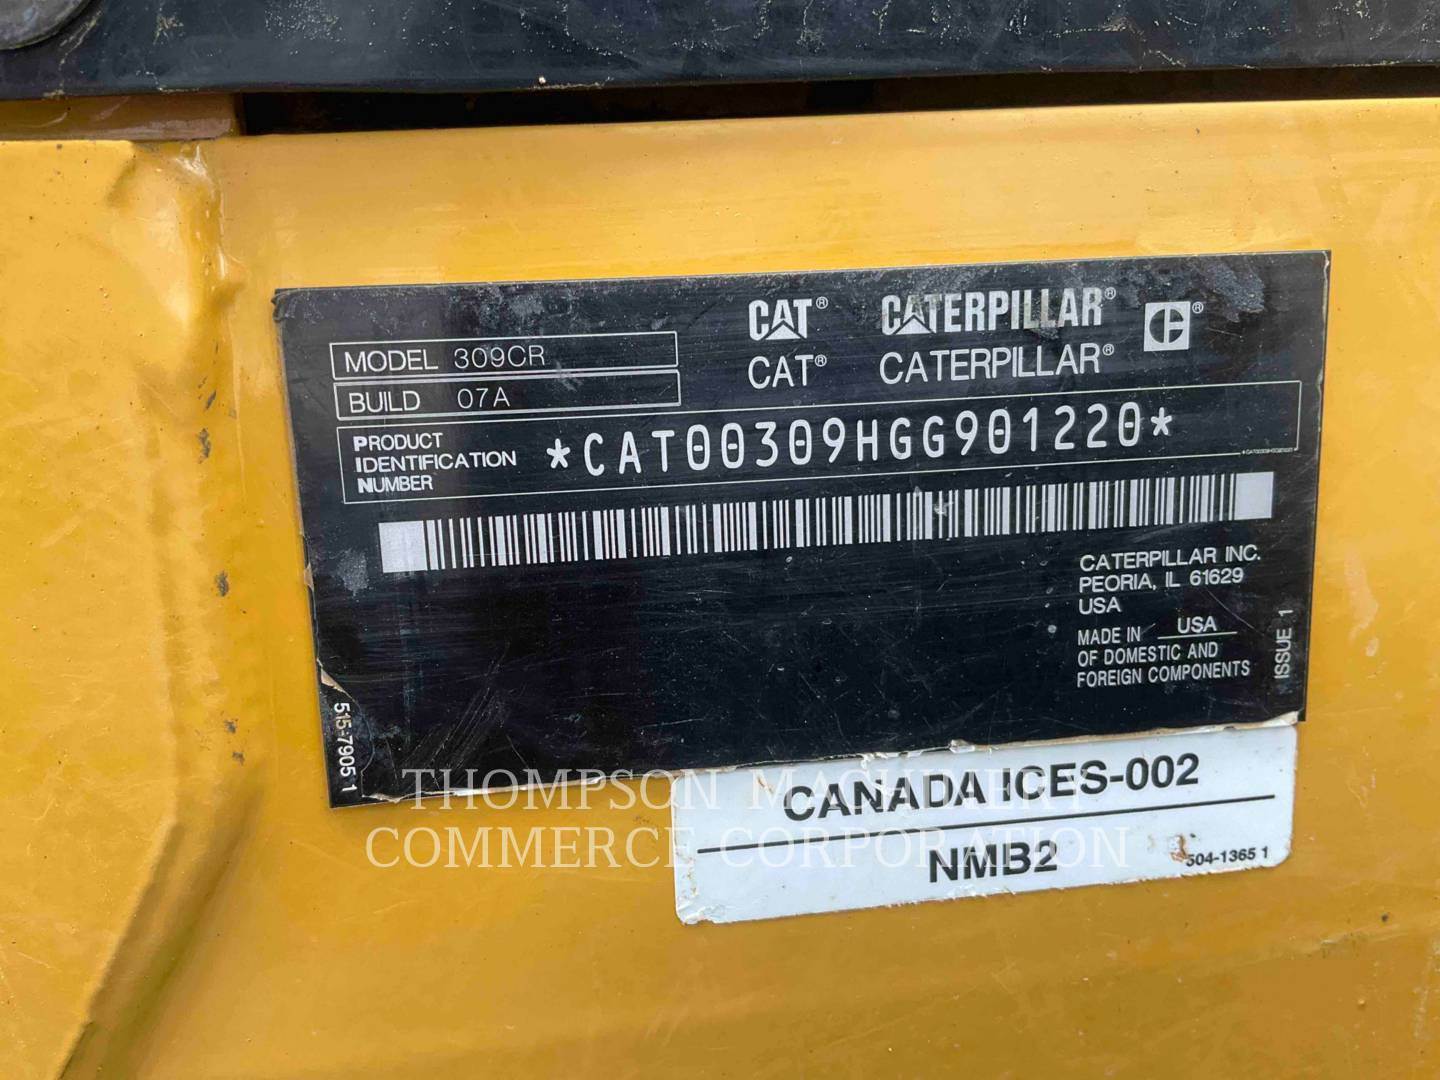 CAT® CATERPILLAR® C®
CAT® CATERPILLAR®
MODEL 309CR
BUILD 07A
PRODUCT
IDENTIFICATION
NUMBER
*CAT00309HGG901220*
CATERPILLAR INC.
PEORIA, IL 61629
USA
MADE IN USA
OF DOMESTIC AND
FOREIGN COMPONENTS
ISSUE 1
515-7905 1
CANADA ICES-002
NMB2
504-1365 1
THOMPSON MACHINERY
COMMERCE CORPORATION